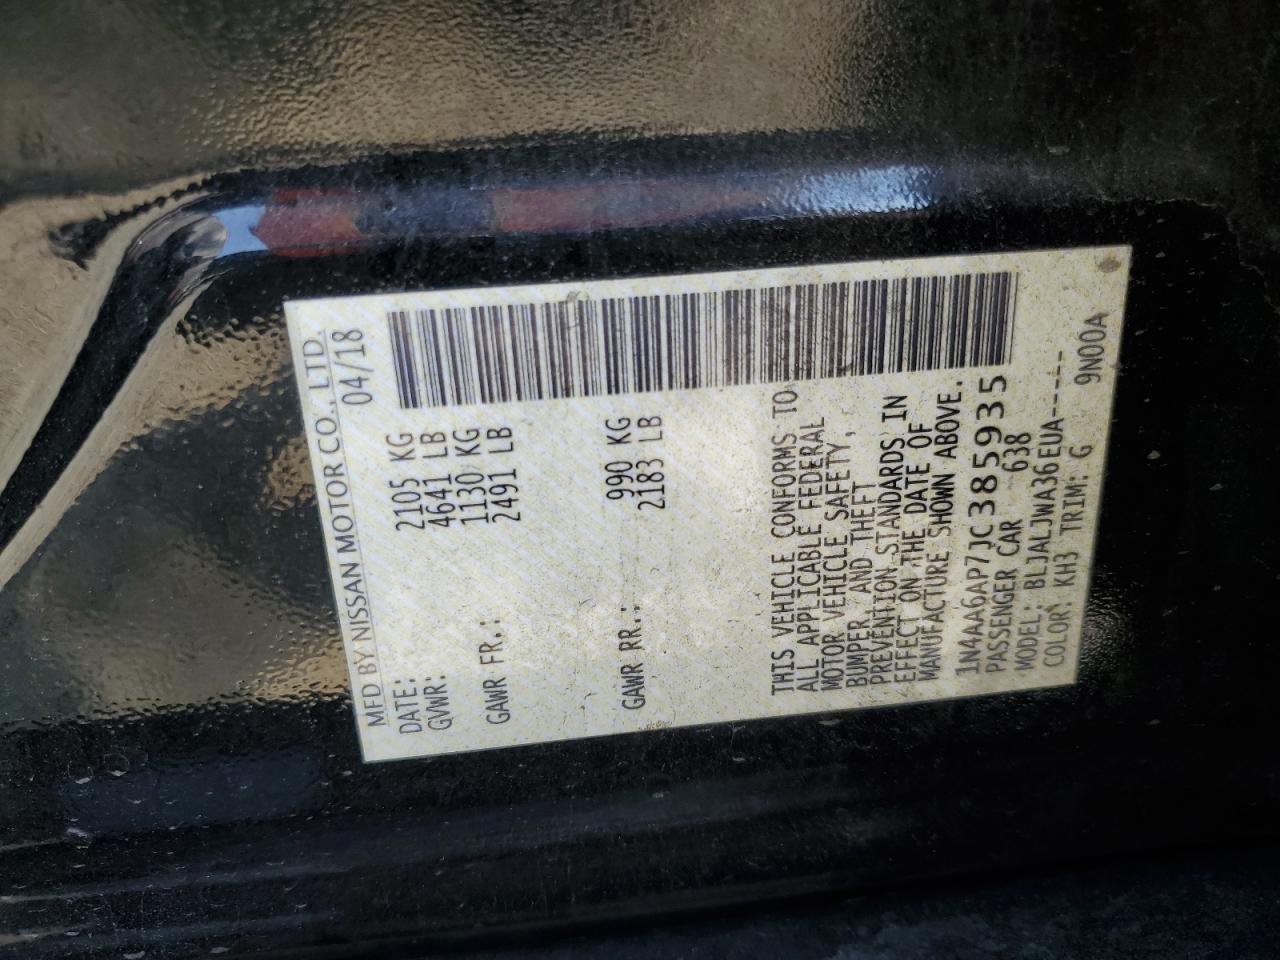 MFD BY NISSAN MOTOR CO., LTD.
DATE: 04/18
GVWR: 2105 KG
4641 LB
GAWR FR.: 1130 KG
2491 LB
GAWR RR.: 990 KG
2183 LB
THIS VEHICLE CONFORMS TO
ALL APPLICABLE FEDERAL
MOTOR VEHICLE SAFETY,
BUMPER, AND THEFT
PREVENTION STANDARDS IN
EFFECT ON THE DATE OF
MANUFACTURE SHOWN ABOVE.
1N4AA6AP7JC385935
PASSENGER CAR 638
MODEL: BLJALJWA36EUA-----
COLOR: KH3 TRIM: G 9N00A